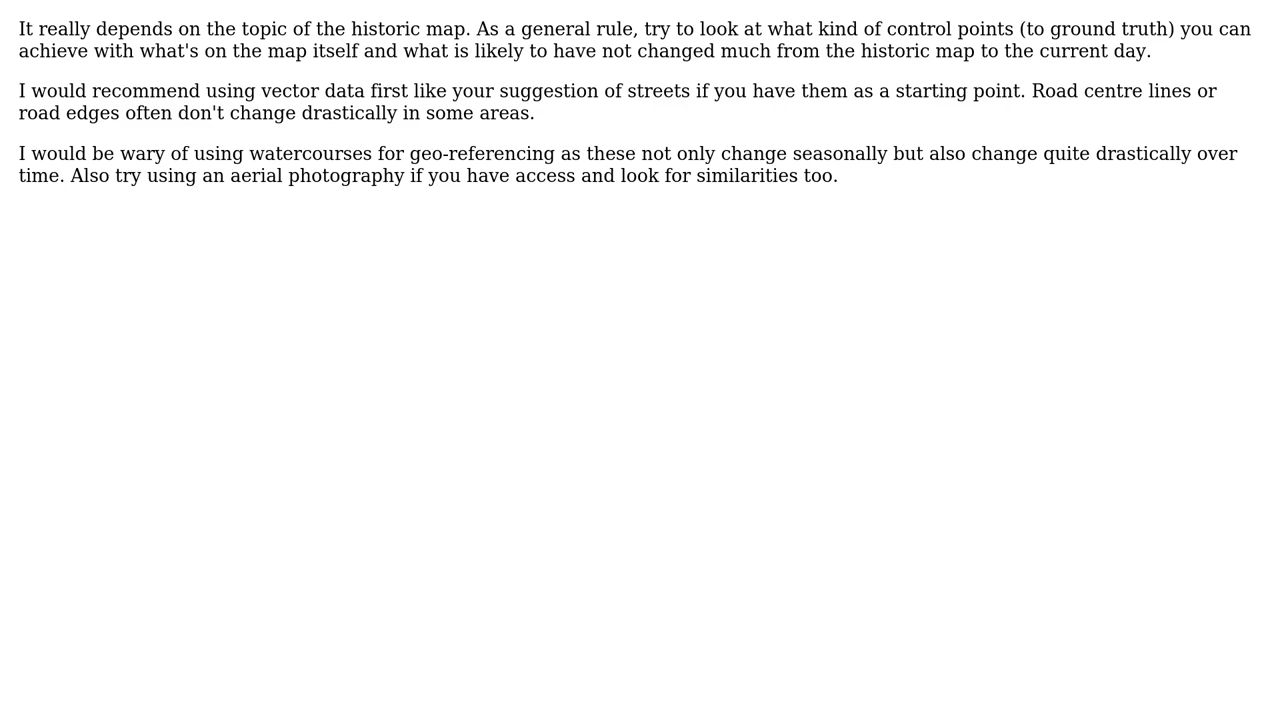 It really depends on the topic of the historic map. As a general rule, try to look at what kind of control points (to ground truth) you can
achieve with what's on the map itself and what is likely to have not changed much from the historic map to the current day.
I would recommend using vector data first like your suggestion of streets if you have them as a starting point. Road centre lines or
road edges often don't change drastically in some areas.
I would be wary of using watercourses for geo-referencing as these not only change seasonally but also change quite drastically over
time. Also try using an aerial photography if you have access and look for similarities too.